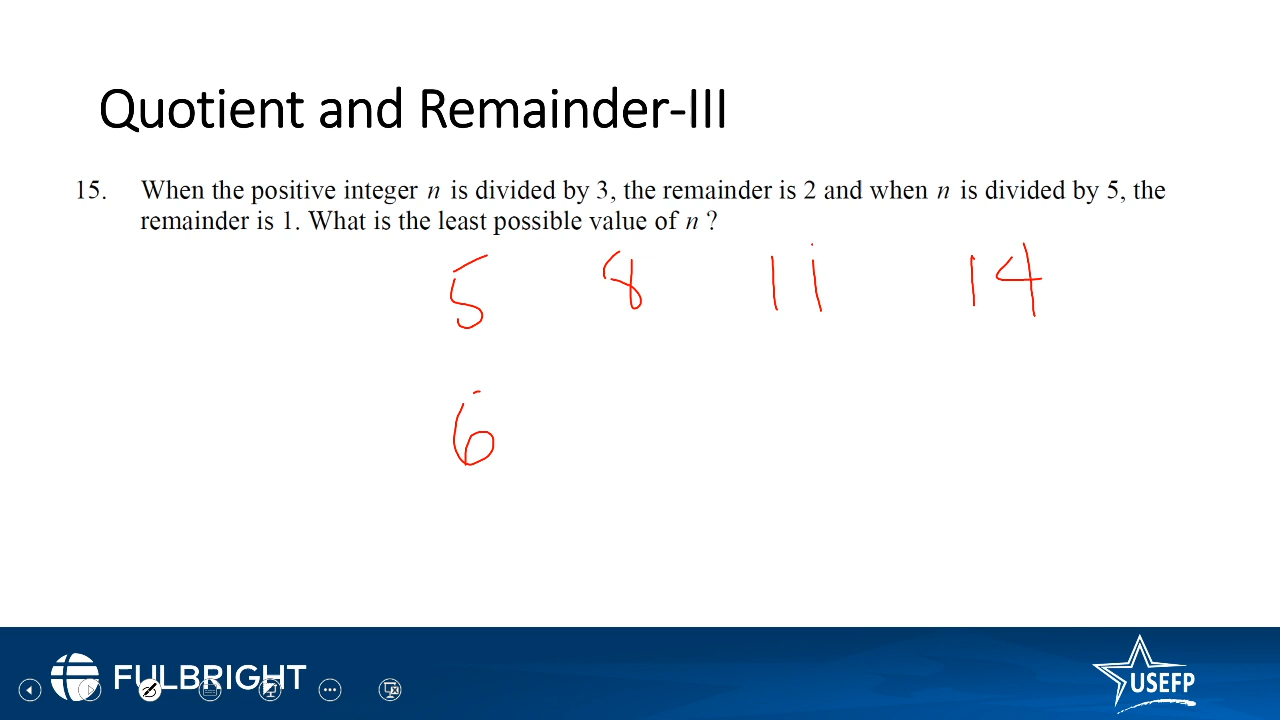 Quotient and Remainder-III
15. When the positive integer n is divided by 3, the remainder is 2 and when n is divided by 5, the
remainder is 1. What is the least possible value of n ?
5 8 11 14
6
FULBRIGHT
USEFP